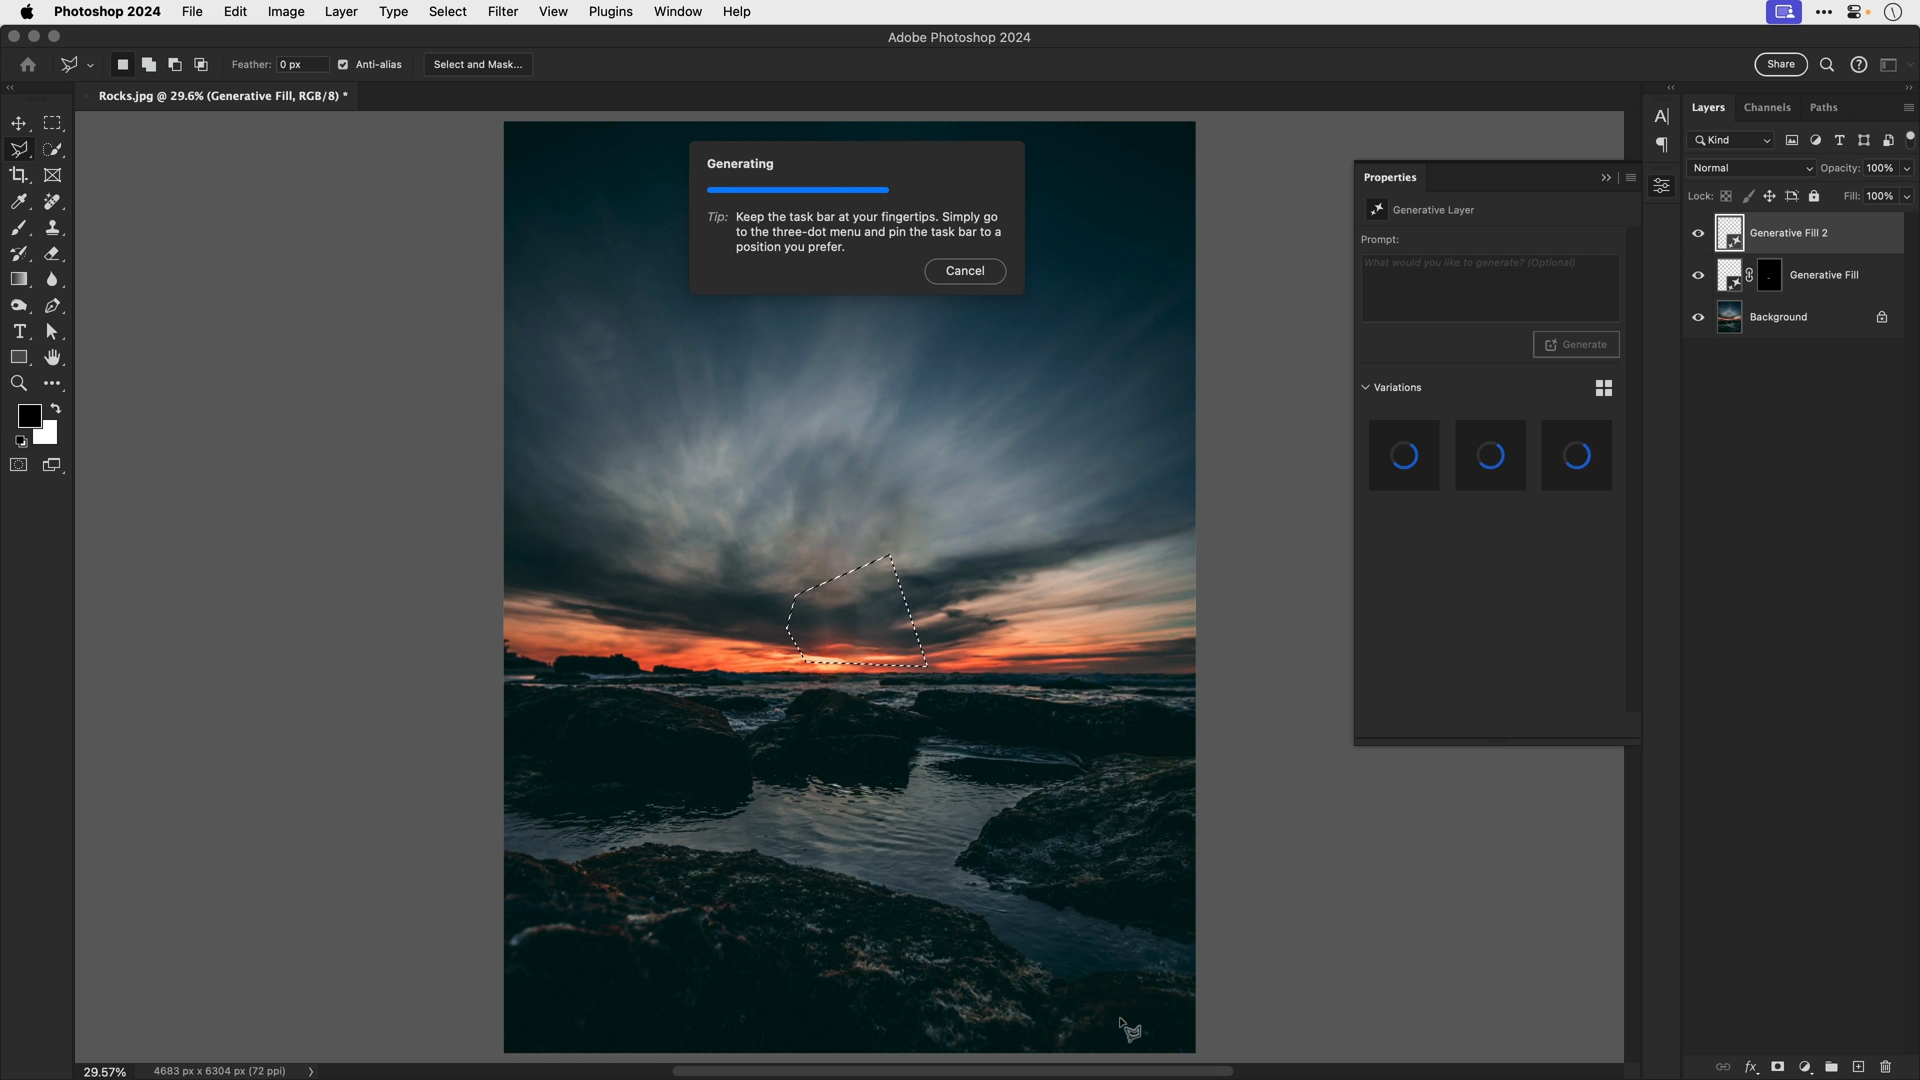 Photoshop 2024 File Edit Image Layer Type Select Filter View Plugins Window Help
Adobe Photoshop 2024
Feather: 0 px Anti-alias Select and Mask... Share
Rocks.jpg @ 29.6% (Generative Fill, RGB/8) *
Generating
Tip: Keep the task bar at your fingertips. Simply go
to the three-dot menu and pin the task bar to a
position you prefer.
Cancel
Properties
Generative Layer
Prompt:
What would you like to generate? (Optional)
Generate
Variations
Layers Channels Paths
Kind
Normal Opacity: 100%
Lock: Fill: 100%
Generative Fill 2
Generative Fill
Background
29.57% 4683 px x 6304 px (72 ppi)